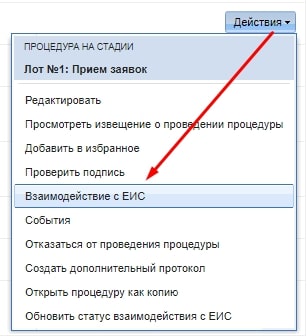 Действия
ПРОЦЕДУРА НА СТАДИИ
Лот №1: Прием заявок
Редактировать
Просмотреть извещение о проведении процедуры
Добавить в избранное
Проверить подпись
Взаимодействие с ЕИС
События
Отказаться от проведения процедуры
Создать дополнительный протокол
Открыть процедуру как копию
Обновить статус взаимодействия с ЕИС